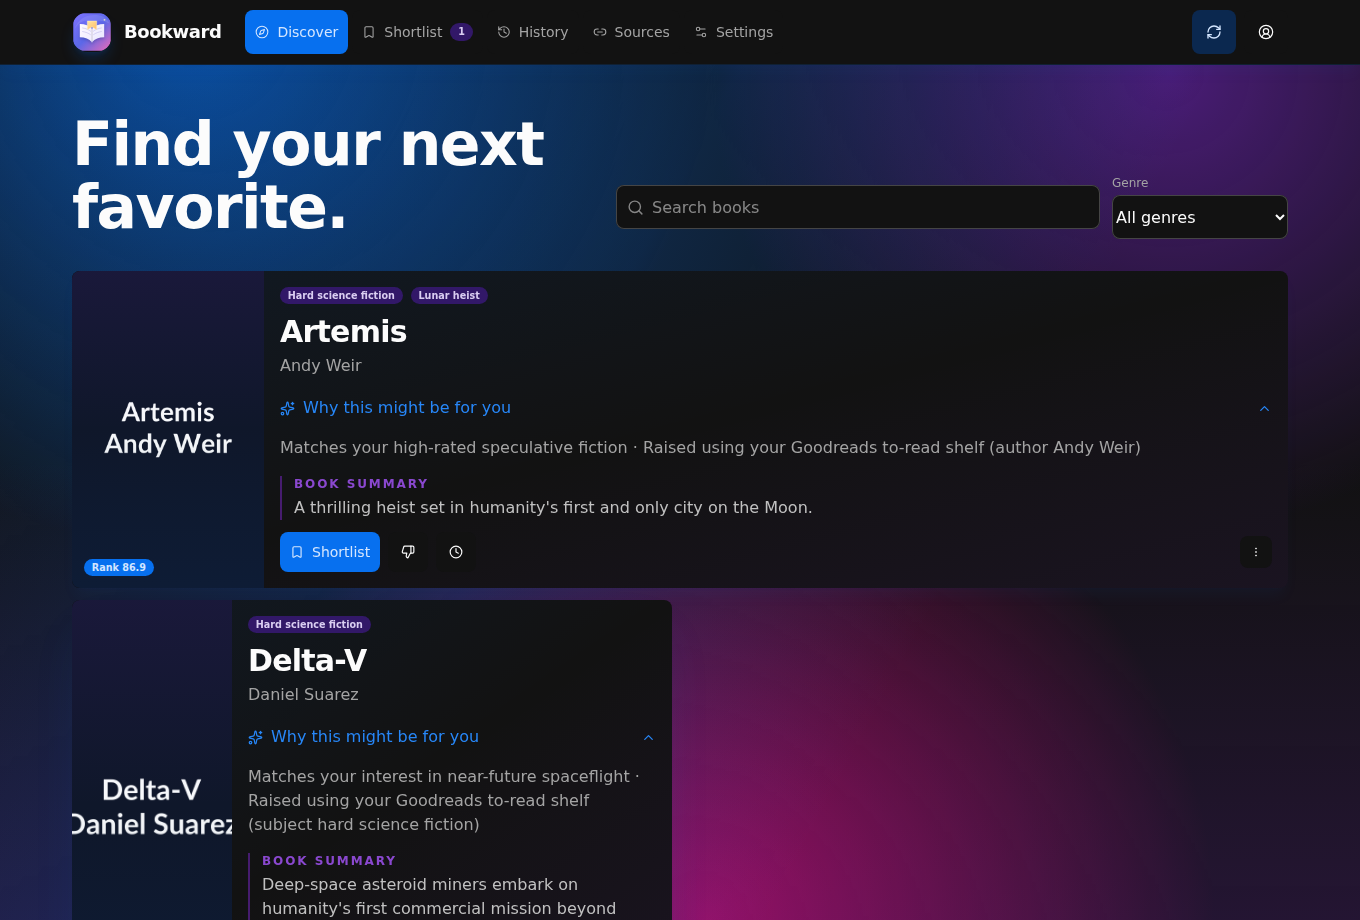 Bookward
Discover
Shortlist 1
History
Sources
Settings
Find your next
favorite.
Search books
Genre
All genres
Artemis
Andy Weir
Rank 86.9
Hard science fiction
Lunar heist
Artemis
Andy Weir
Why this might be for you
Matches your high-rated speculative fiction · Raised using your Goodreads to-read shelf (author Andy Weir)
BOOK SUMMARY
A thrilling heist set in humanity's first and only city on the Moon.
Shortlist
Delta-V
Daniel Suarez
Hard science fiction
Delta-V
Daniel Suarez
Why this might be for you
Matches your interest in near-future spaceflight ·
Raised using your Goodreads to-read shelf
(subject hard science fiction)
BOOK SUMMARY
Deep-space asteroid miners embark on
humanity's first commercial mission beyond